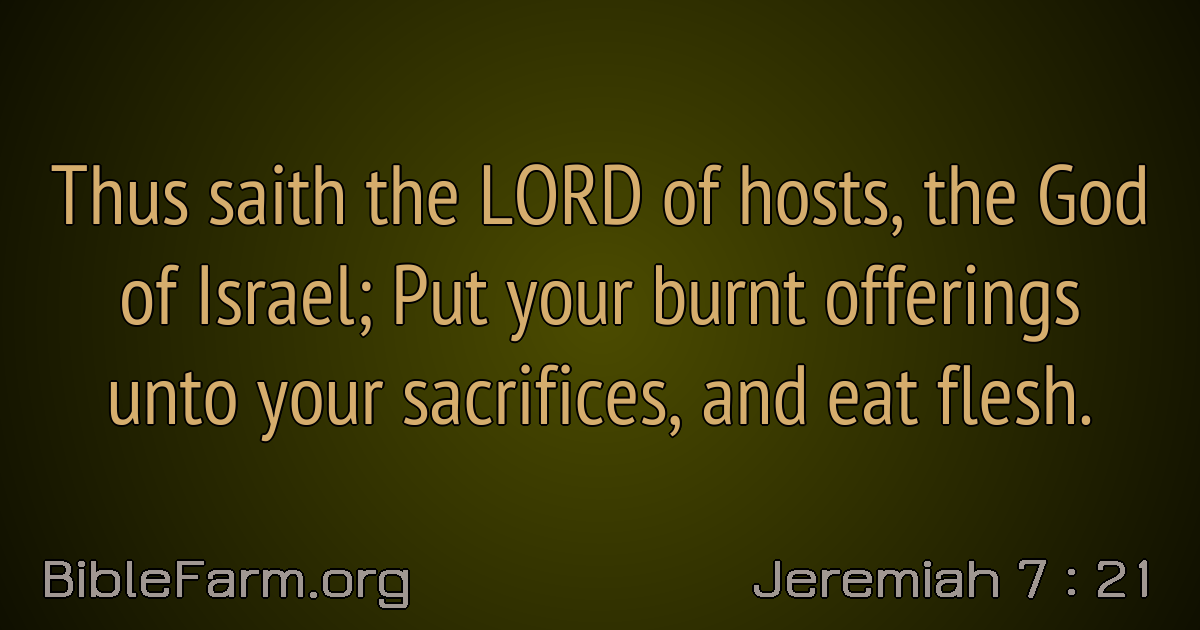 Thus saith the LORD of hosts, the God
of Israel; Put your burnt offerings
unto your sacrifices, and eat flesh.
BibleFarm.org
Jeremiah 7 : 21